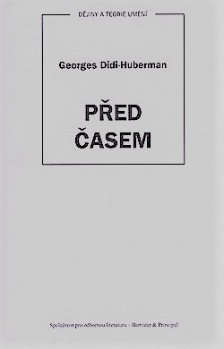 DĚJINY A TEORIE UMĚNÍ
Georges Didi-Huberman
PŘED
ČASEM
Společnost pro odbornou literaturu – Barrister & Principal